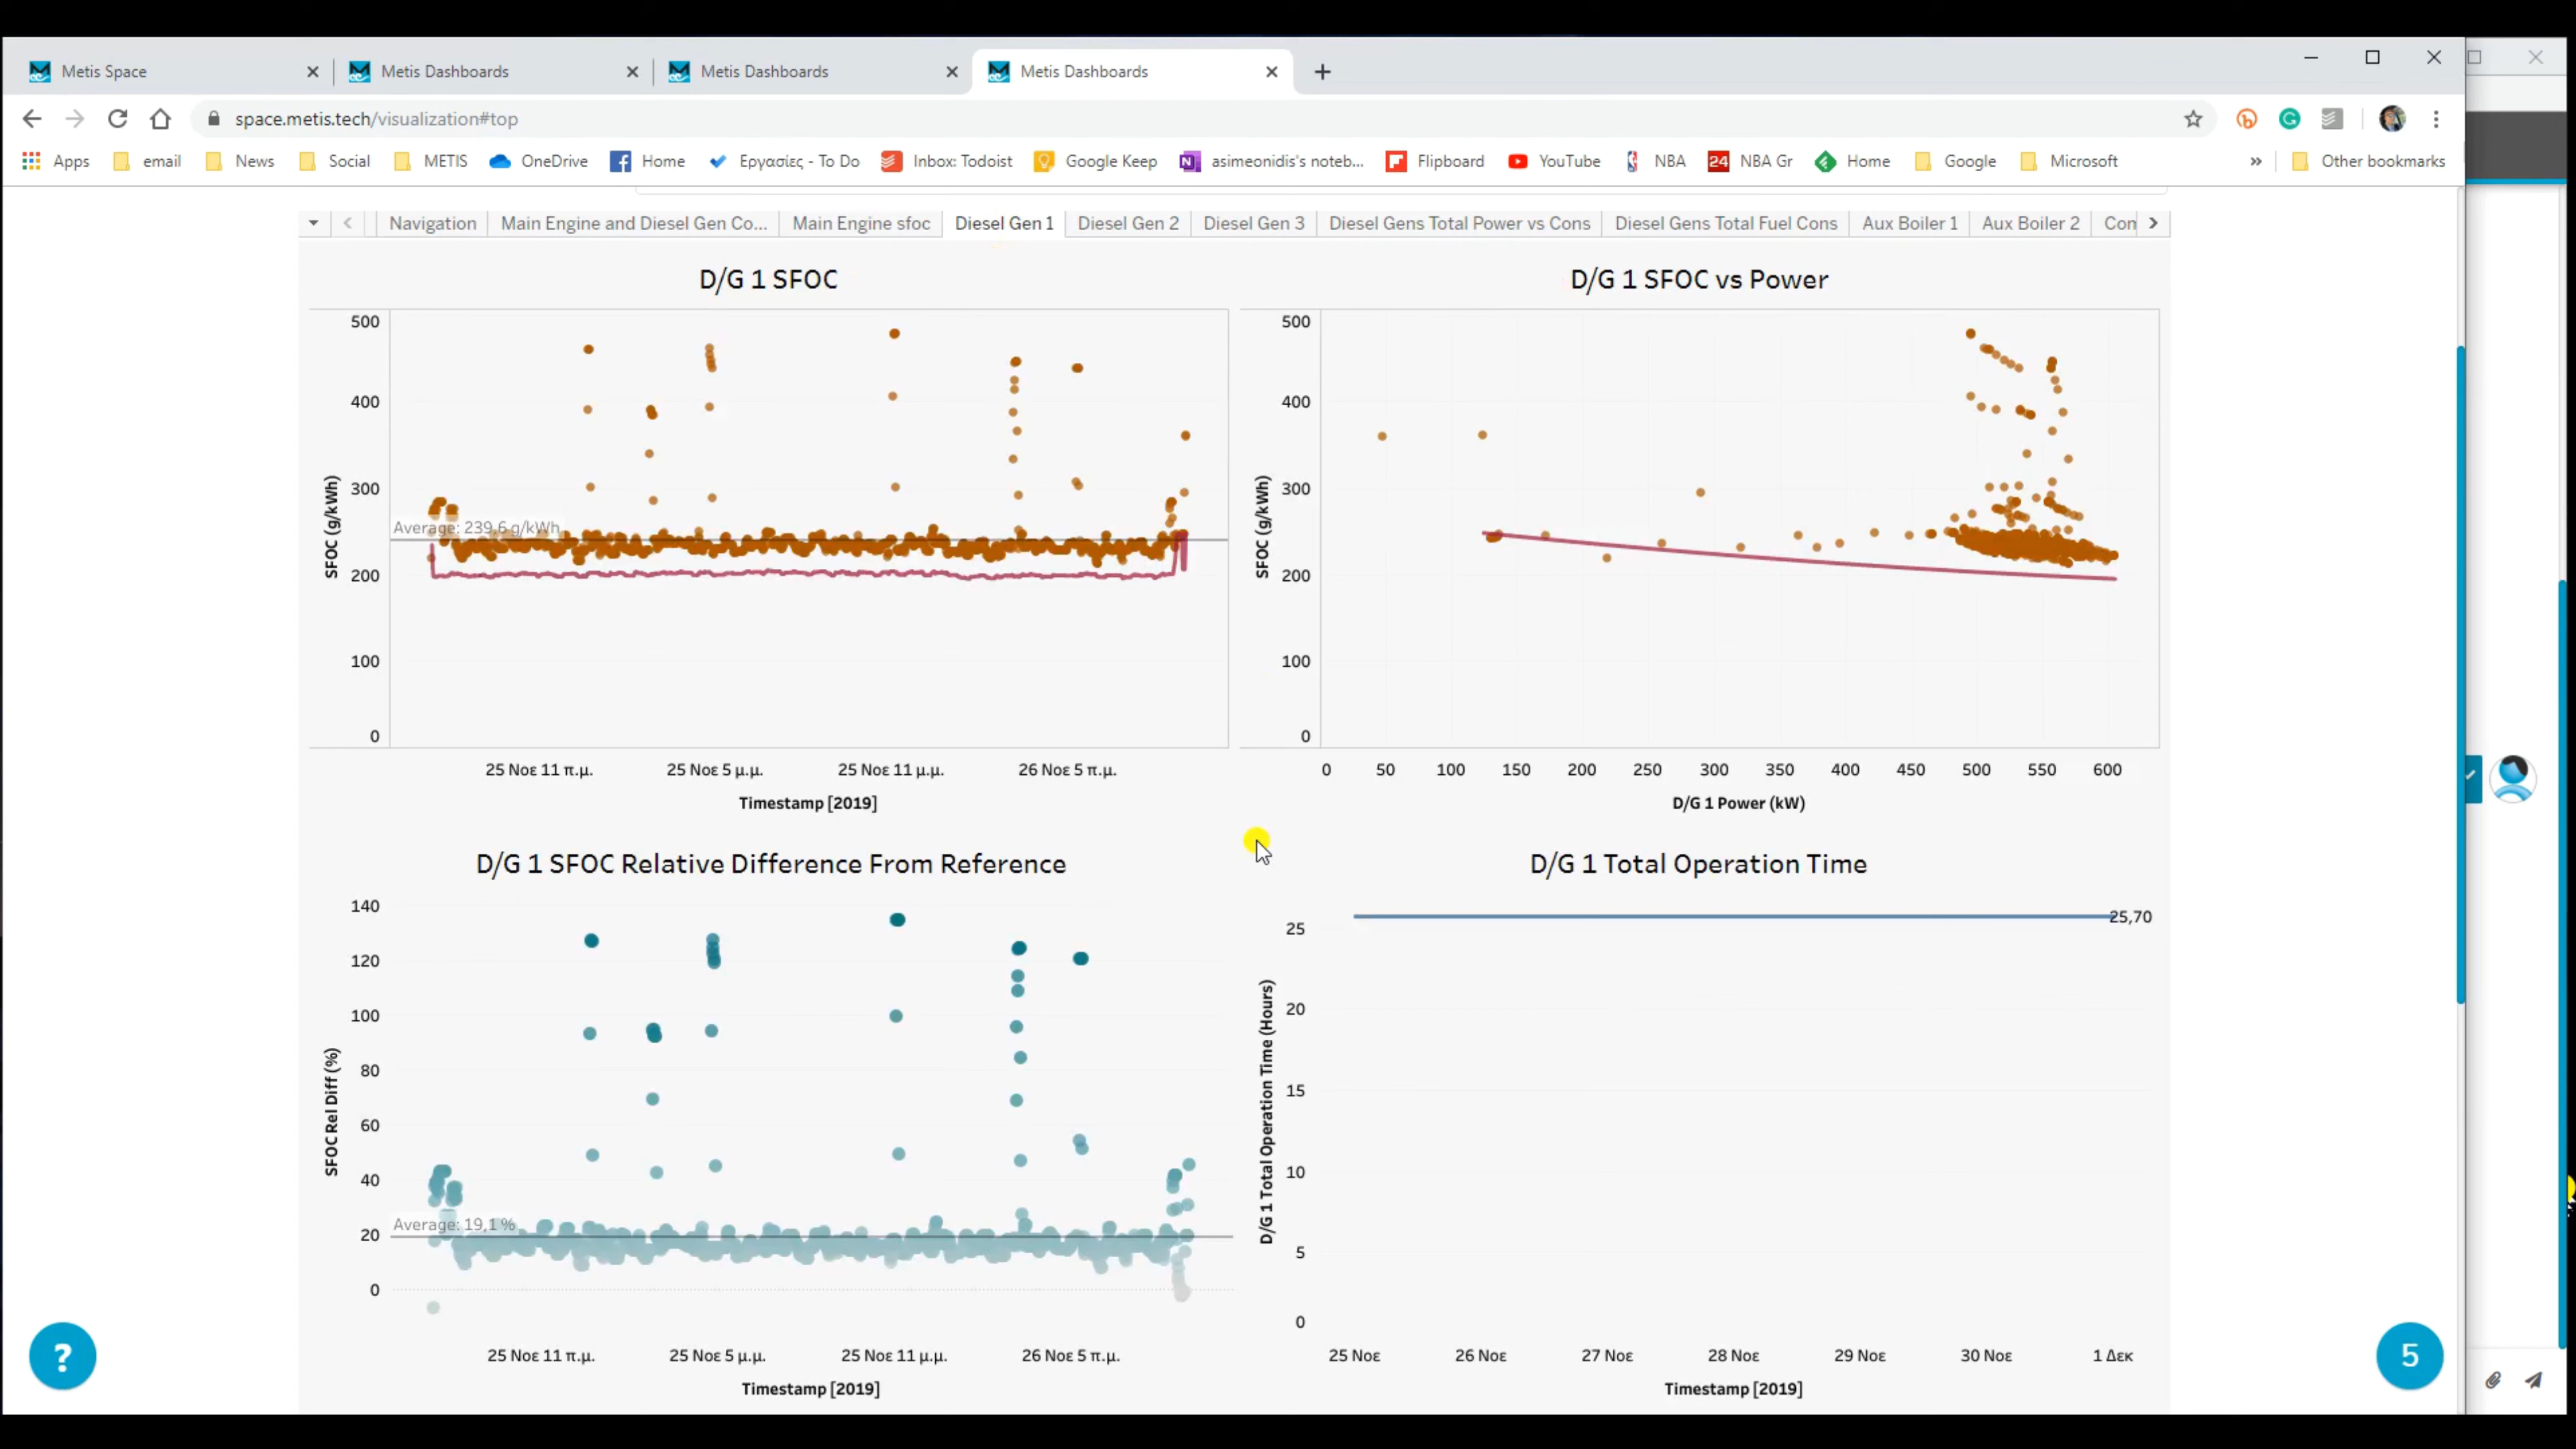 Metis Space
Metis Dashboards
Metis Dashboards
Metis Dashboards
space.metis.tech/visualization#top
Apps email News Social METIS OneDrive Home Εργασίες - To Do Inbox: Todoist Google Keep asimeonidis's noteb... Flipboard YouTube NBA 24 NBA Gr Home Google Microsoft » Other bookmarks
Navigation Main Engine and Diesel Gen Co... Main Engine sfoc Diesel Gen 1 Diesel Gen 2 Diesel Gen 3 Diesel Gens Total Power vs Cons Diesel Gens Total Fuel Cons Aux Boiler 1 Aux Boiler 2 Con
D/G 1 SFOC
500
400
300
200
100
0
SFOC (g/kWh)
Average: 239,6 g/kWh
25 Νοε 11 π.μ. 25 Νοε 5 μ.μ. 25 Νοε 11 μ.μ. 26 Νοε 5 π.μ.
Timestamp [2019]
D/G 1 SFOC vs Power
500
400
300
200
100
0
SFOC (g/kWh)
0 50 100 150 200 250 300 350 400 450 500 550 600
D/G 1 Power (kW)
D/G 1 SFOC Relative Difference From Reference
140
120
100
80
60
40
20
0
SFOC Rel Diff (%)
Average: 19,1 %
25 Νοε 11 π.μ. 25 Νοε 5 μ.μ. 25 Νοε 11 μ.μ. 26 Νοε 5 π.μ.
Timestamp [2019]
D/G 1 Total Operation Time
25,70
25
20
15
10
5
0
D/G 1 Total Operation Time (Hours)
25 Νοε 26 Νοε 27 Νοε 28 Νοε 29 Νοε 30 Νοε 1 Δεκ
Timestamp [2019]
?
5